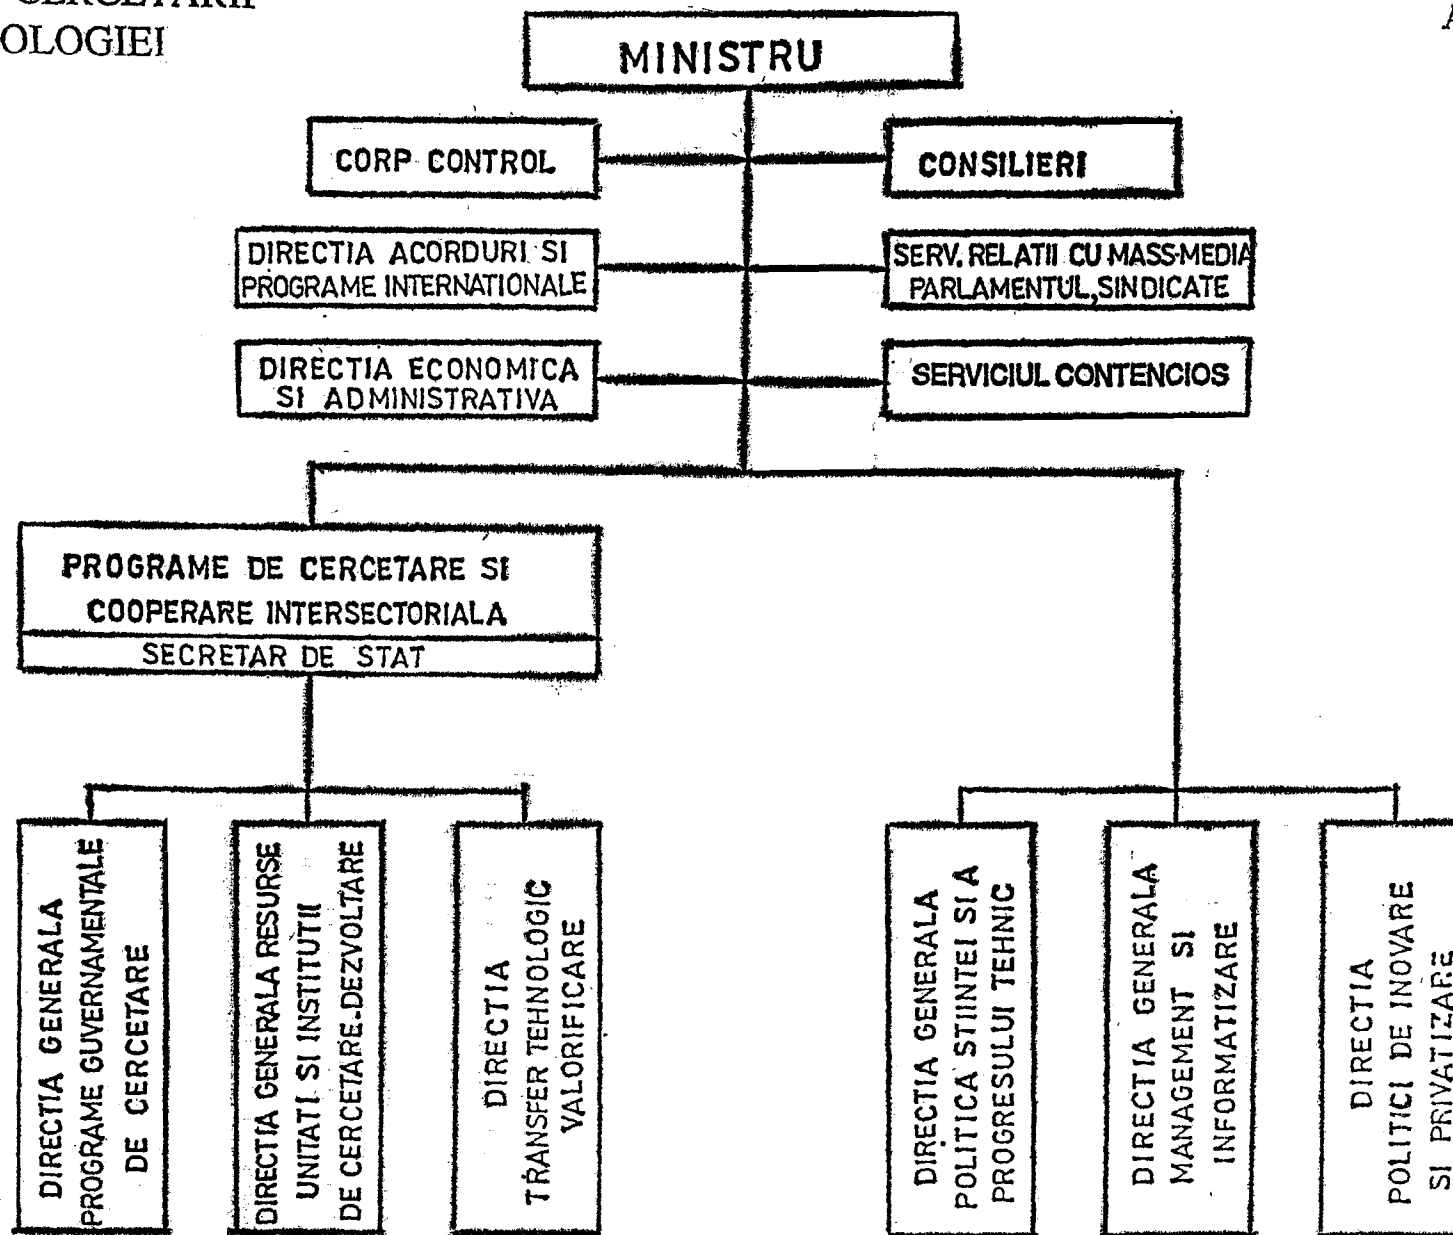 CERCETARII
OLOGIEI
MINISTRU
CORP CONTROL
CONSILIERI
DIRECTIA ACORDURI SI
PROGRAME INTERNATIONALE
SERV. RELATII CU MASS-MEDIA
PARLAMENTUL, SINDICATE
DIRECTIA ECONOMICA
SI ADMINISTRATIVA
SERVICIUL CONTENCIOS
PROGRAME DE CERCETARE SI
COOPERARE INTERSECTORIALA
SECRETAR DE STAT
DIRECTIA GENERALA
PROGRAME GUVERNAMENTALE
DE CERCETARE
DIRECTIA GENERALA RESURSE
UNITATI SI INSTITUTII
DE CERCETARE-DEZVOLTARE
DIRECTIA
TRANSFER TEHNOLOGIC
VALORIFICARE
DIRECTIA GENERALA
POLITICA STIINTEI SI A
PROGRESULUI TEHNIC
DIRECTIA GENERALA
MANAGEMENT SI
INFORMATIZARE
DIRECTIA
POLITICI DE INOVARE
SI PRIVATIZARE